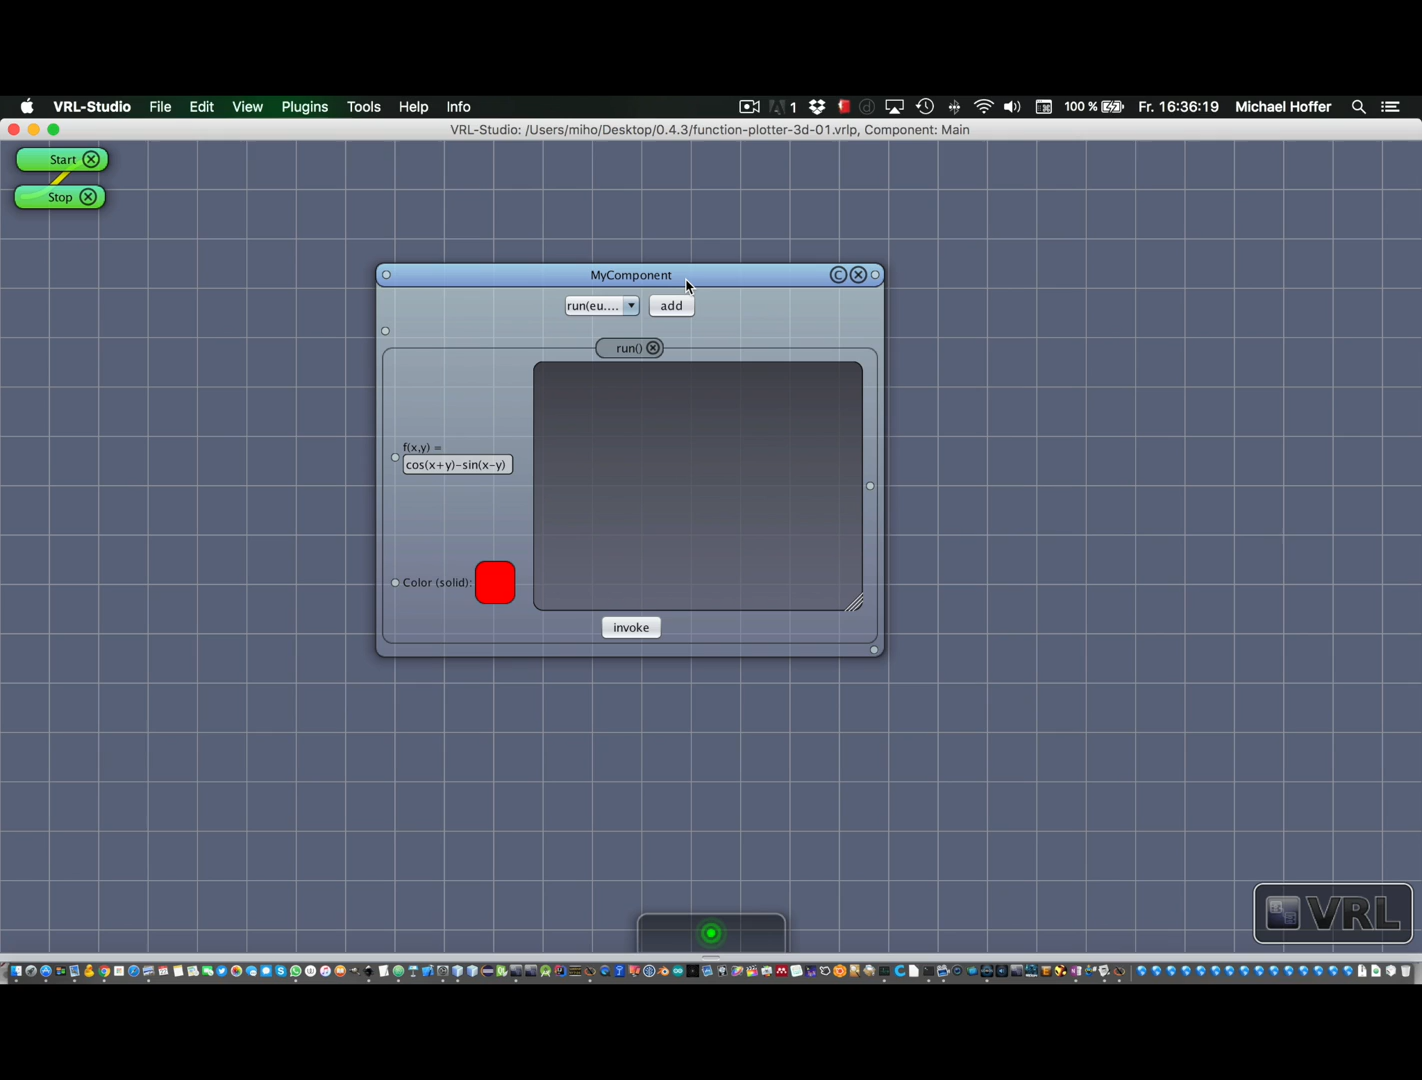 VRL-Studio File Edit View Plugins Tools Help Info 1 100 % Fr. 16:36:19 Michael Hoffer
VRL-Studio: /Users/miho/Desktop/0.4.3/function-plotter-3d-01.vrlp, Component: Main
Start
Stop
MyComponent
run(eu.... add
run()
f(x,y) =
cos(x+y)-sin(x-y)
Color (solid):
invoke
VRL